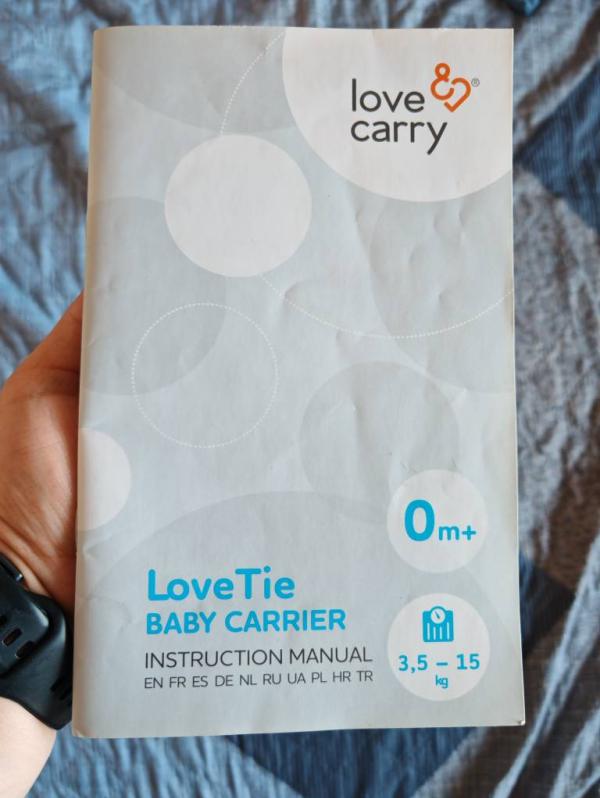 love
carry®
0m+
LoveTie
BABY CARRIER
INSTRUCTION MANUAL
EN FR ES DE NL RU UA PL HR TR
3,5 – 15
kg